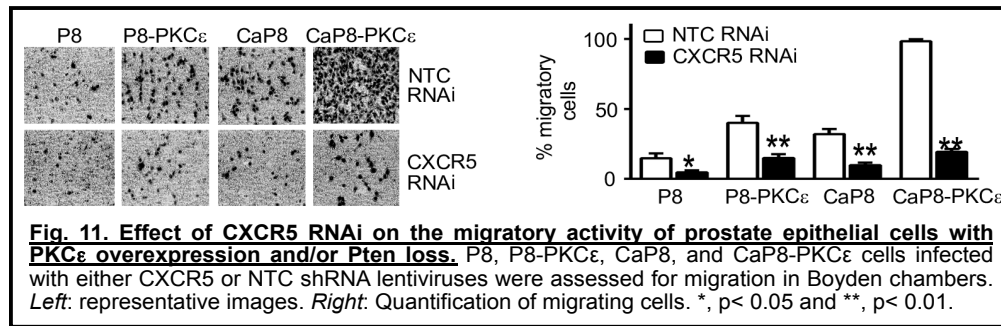 P8 P8-PKCε CaP8 CaP8-PKCε
NTC
RNAi
CXCR5
RNAi
% migratory
cells
100
50
0
NTC RNAi
CXCR5 RNAi
* ** ** **
P8 P8-PKCε CaP8 CaP8-PKCε
Fig. 11. Effect of CXCR5 RNAi on the migratory activity of prostate epithelial cells with
PKCε overexpression and/or Pten loss. P8, P8-PKCε, CaP8, and CaP8-PKCε cells infected
with either CXCR5 or NTC shRNA lentiviruses were assessed for migration in Boyden chambers.
Left: representative images. Right: Quantification of migrating cells. *, p< 0.05 and **, p< 0.01.